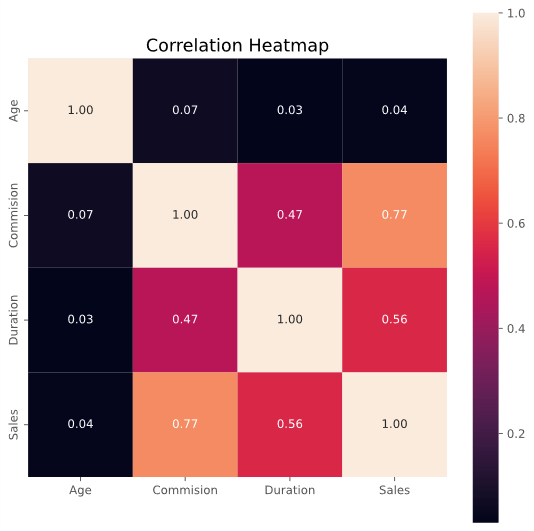 Correlation Heatmap
Age
1.00 0.07 0.03 0.04
Commision
0.07 1.00 0.47 0.77
Duration
0.03 0.47 1.00 0.56
Sales
0.04 0.77 0.56 1.00
Age Commision Duration Sales
1.0
0.8
0.6
0.4
0.2